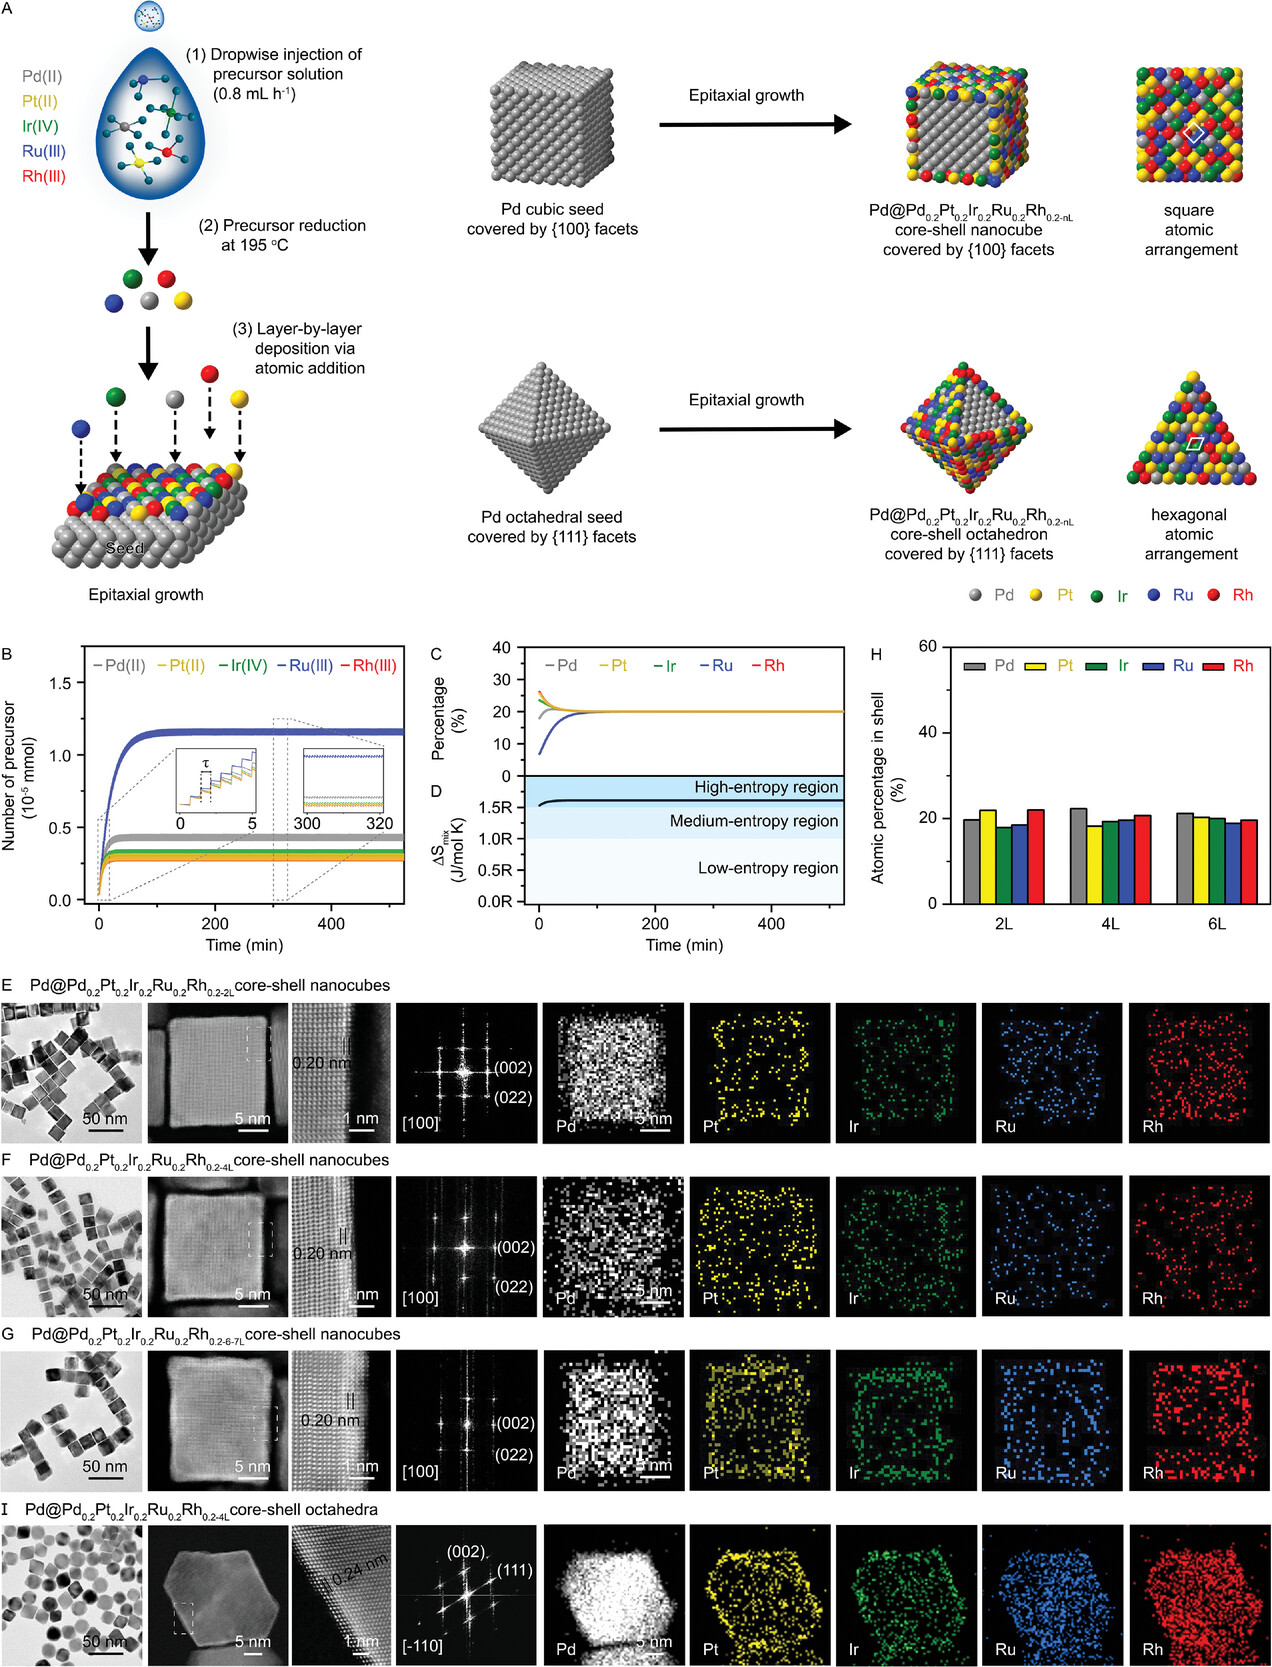 A
(1) Dropwise injection of
precursor solution
(0.8 mL h-1)
Pd(II)
Pt(II)
Ir(IV)
Ru(III)
Rh(III)
(2) Precursor reduction
at 195 °C
(3) Layer-by-layer
deposition via
atomic addition
Seed
Epitaxial growth
Epitaxial growth
Pd cubic seed
covered by {100} facets
Pd@Pd0.2Pt0.2Ir0.2Ru0.2Rh0.2-nL
core-shell nanocube
covered by {100} facets
square
atomic
arrangement
Epitaxial growth
Pd octahedral seed
covered by {111} facets
Pd@Pd0.2Pt0.2Ir0.2Ru0.2Rh0.2-nL
core-shell octahedron
covered by {111} facets
hexagonal
atomic
arrangement
Pd Pt Ir Ru Rh
B
Number of precursor
(10-5 mmol)
Pd(II) Pt(II) Ir(IV) Ru(III) Rh(III)
1.5
1.0
0.5
0.0
τ
0 5
300 320
0 200 400
Time (min)
C
Percentage
(%)
Pd Pt Ir Ru Rh
40
30
20
10
0
D
ΔSmix
(J/mol K)
High-entropy region
Medium-entropy region
Low-entropy region
1.5R
1.0R
0.5R
0.0R
0 200 400
Time (min)
H
Atomic percentage in shell
(%)
Pd Pt Ir Ru Rh
60
40
20
0
2L 4L 6L
E Pd@Pd0.2Pt0.2Ir0.2Ru0.2Rh0.2-2L core-shell nanocubes
50 nm
5 nm
0.20 nm
1 nm
(002)
(022)
[100]
Pd 5 nm
Pt
Ir
Ru
Rh
F Pd@Pd0.2Pt0.2Ir0.2Ru0.2Rh0.2-4L core-shell nanocubes
50 nm
5 nm
0.20 nm
1 nm
(002)
(022)
[100]
Pd 5 nm
Pt
Ir
Ru
Rh
G Pd@Pd0.2Pt0.2Ir0.2Ru0.2Rh0.2-6-7L core-shell nanocubes
50 nm
5 nm
0.20 nm
1 nm
(002)
(022)
[100]
Pd 5 nm
Pt
Ir
Ru
Rh
I Pd@Pd0.2Pt0.2Ir0.2Ru0.2Rh0.2-4L core-shell octahedra
50 nm
5 nm
0.24 nm
1 nm
(002)
(111)
[-110]
Pd 5 nm
Pt
Ir
Ru
Rh